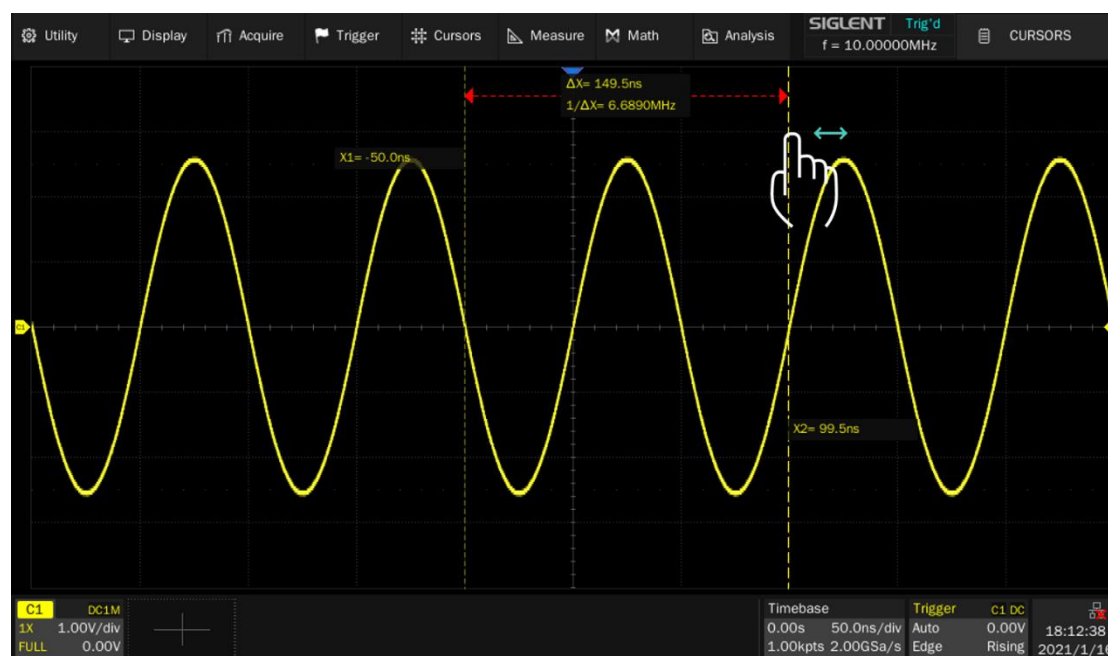 Utility Display Acquire Trigger Cursors Measure Math Analysis
SIGLENT Trig'd
f = 10.00000MHz
CURSORS
ΔX= 149.5ns
1/ΔX= 6.6890MHz
X1= -50.0ns
C1
X2= 99.5ns
C1 DC1M
1X 1.00V/div
FULL 0.00V
Timebase
0.00s 50.0ns/div
1.00kpts 2.00GSa/s
Trigger C1 DC
Auto 0.00V
Edge Rising
18:12:38